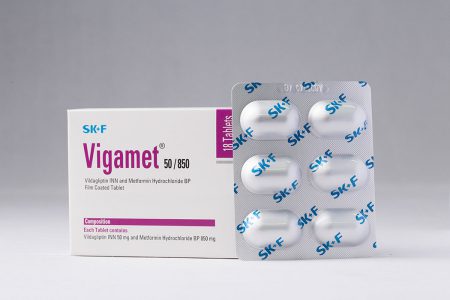 SK+F
Vigamet® 50/850
Vildagliptin INN and Metformin Hydrochloride BP
Film Coated Tablet
Composition
Each Tablet contains
Vildagliptin INN 50 mg and Metformin Hydrochloride BP 850 mg
18 Tablets
SK+F
SK+F
SK+F
SK+F
SK+F
SK+F